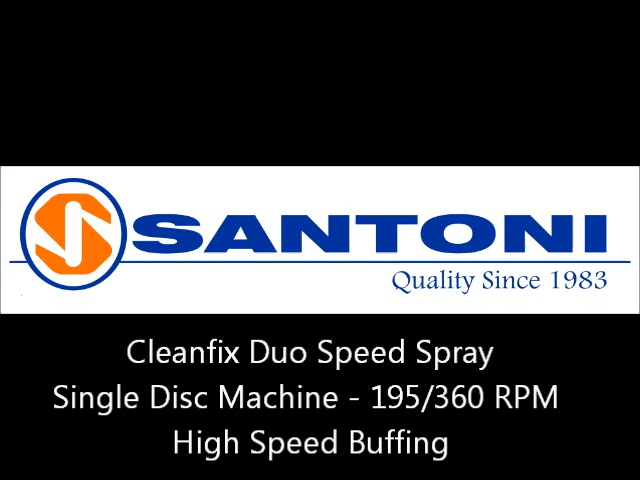 SANTONI
Quality Since 1983
Cleanfix Duo Speed Spray
Single Disc Machine - 195/360 RPM
High Speed Buffing